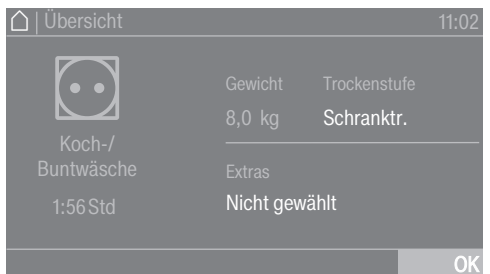 Übersicht
11:02
Koch-/
Buntwäsche
1:56 Std
Gewicht
Trockenstufe
8,0 kg
Schranktr.
Extras
Nicht gewählt
OK